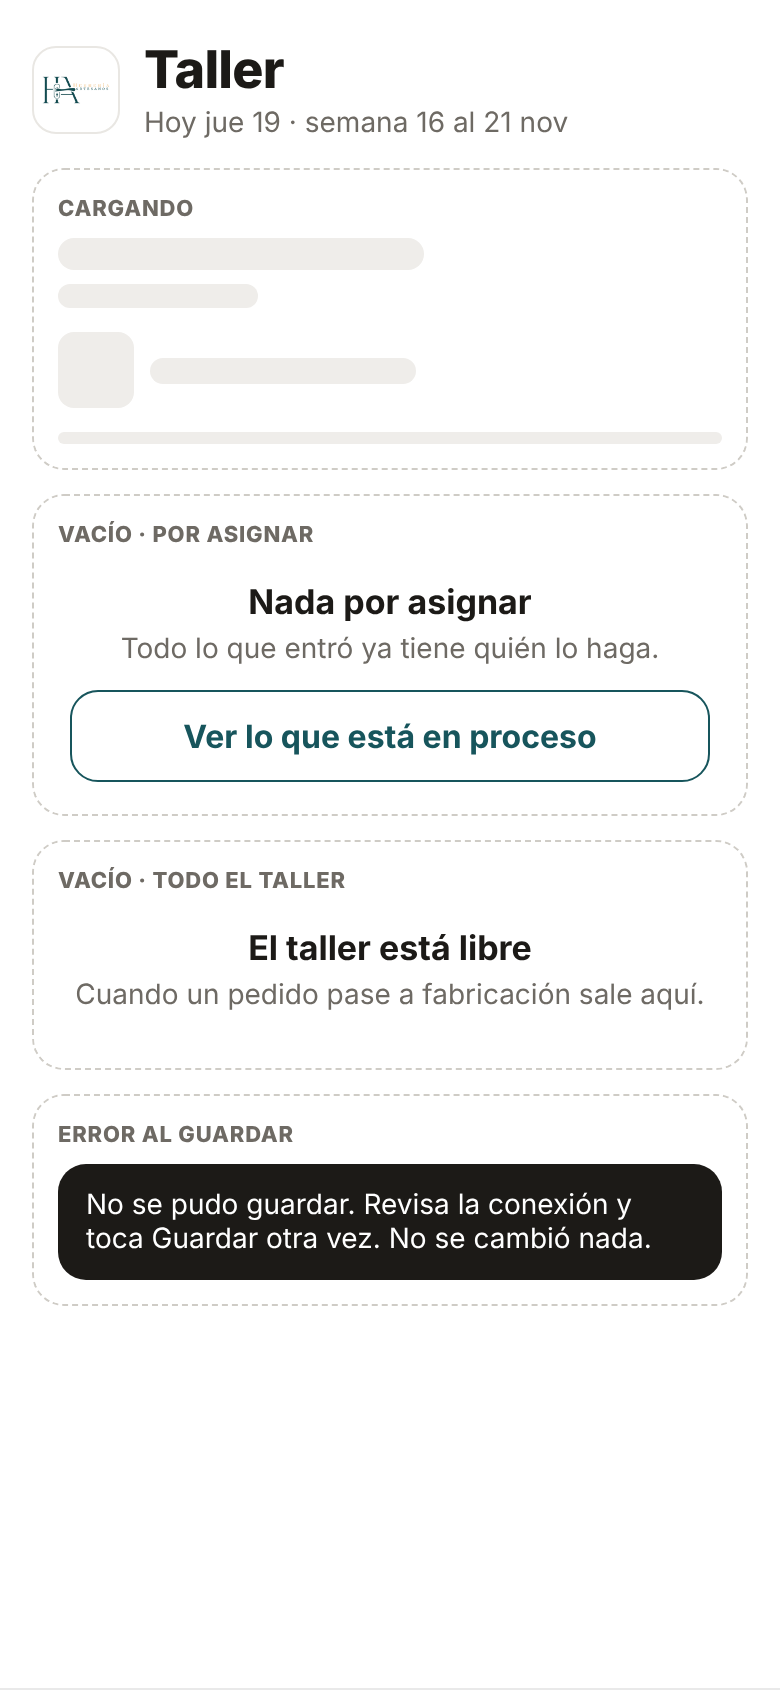 HA
Taller
Hoy jue 19 · semana 16 al 21 nov
CARGANDO
VACÍO · POR ASIGNAR
Nada por asignar
Todo lo que entró ya tiene quién lo haga.
Ver lo que está en proceso
VACÍO · TODO EL TALLER
El taller está libre
Cuando un pedido pase a fabricación sale aquí.
ERROR AL GUARDAR
No se pudo guardar. Revisa la conexión y
toca Guardar otra vez. No se cambió nada.